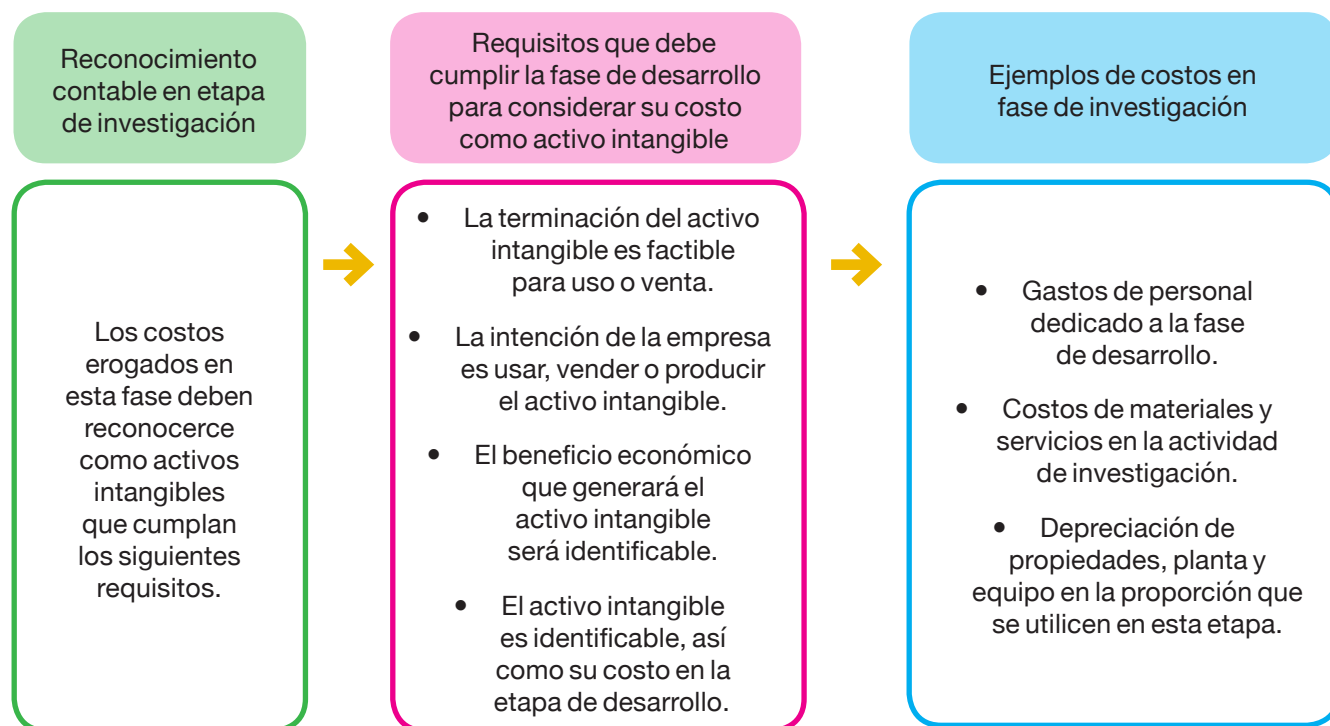 Reconocimiento
contable en etapa
de investigación
Requisitos que debe
cumplir la fase de desarrollo
para considerar su costo
como activo intangible
Ejemplos de costos en
fase de investigación
Los costos
erogados en
esta fase deben
reconocerce
como activos
intangibles
que cumplan
los siguientes
requisitos.
• La terminación del activo
intangible es factible
para uso o venta.
• La intención de la empresa
es usar, vender o producir
el activo intangible.
• El beneficio económico
que generará el
activo intangible
será identificable.
• El activo intangible
es identificable, así
como su costo en la
etapa de desarrollo.
• Gastos de personal
dedicado a la fase
de desarrollo.
• Costos de materiales y
servicios en la actividad
de investigación.
• Depreciación de
propiedades, planta y
equipo en la proporción que
se utilicen en esta etapa.